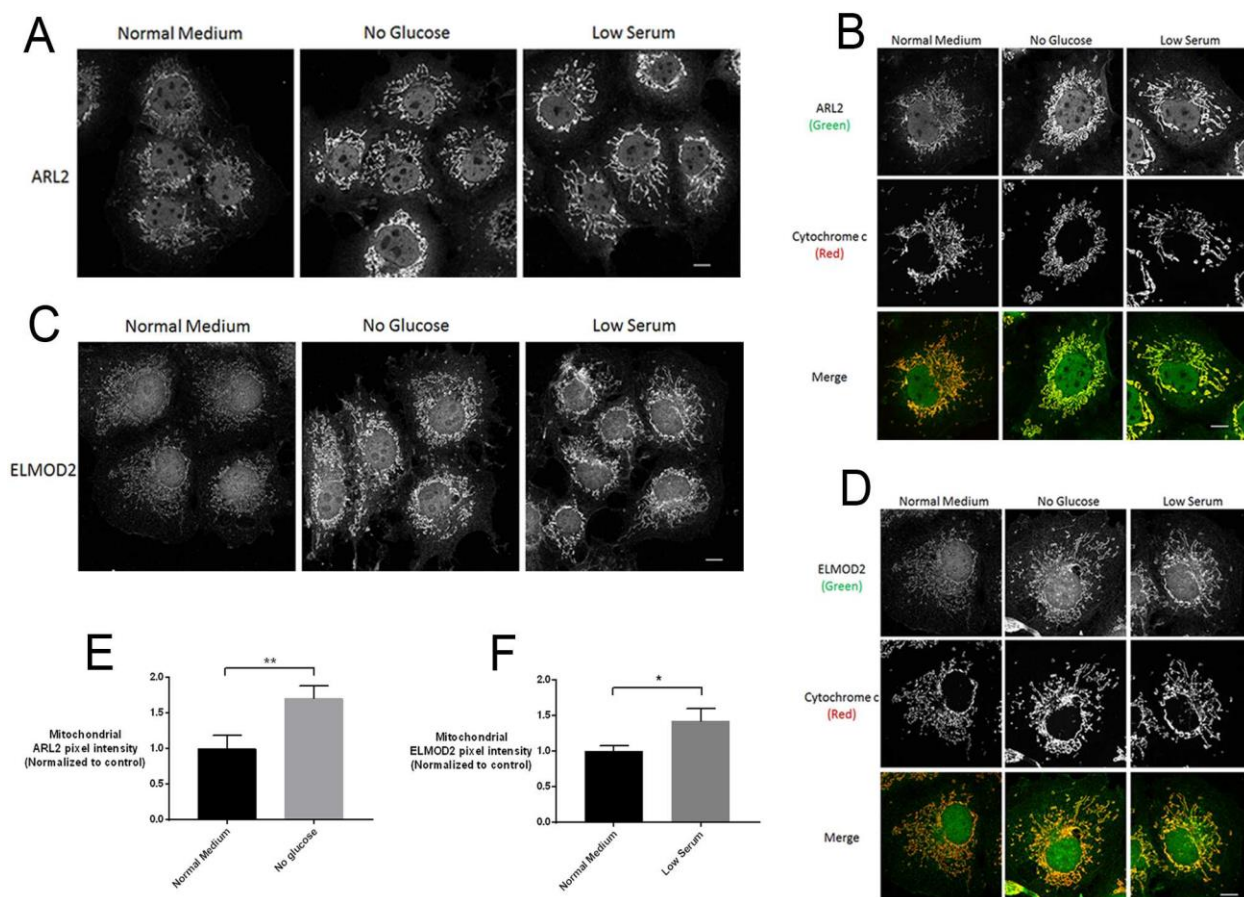 A
Normal Medium
No Glucose
Low Serum
ARL2
B
Normal Medium
No Glucose
Low Serum
ARL2
(Green)
Cytochrome c
(Red)
Merge
C
Normal Medium
No Glucose
Low Serum
ELMOD2
D
Normal Medium
No Glucose
Low Serum
ELMOD2
(Green)
Cytochrome c
(Red)
Merge
E
**
2.0
1.5
1.0
0.5
0.0
Mitochondrial
ARL2 pixel intensity
(Normalized to control)
Normal Medium
No glucose
F
*
2.0
1.5
1.0
0.5
0.0
Mitochondrial
ELMOD2 pixel intensity
(Normalized to control)
Normal Medium
Low Serum